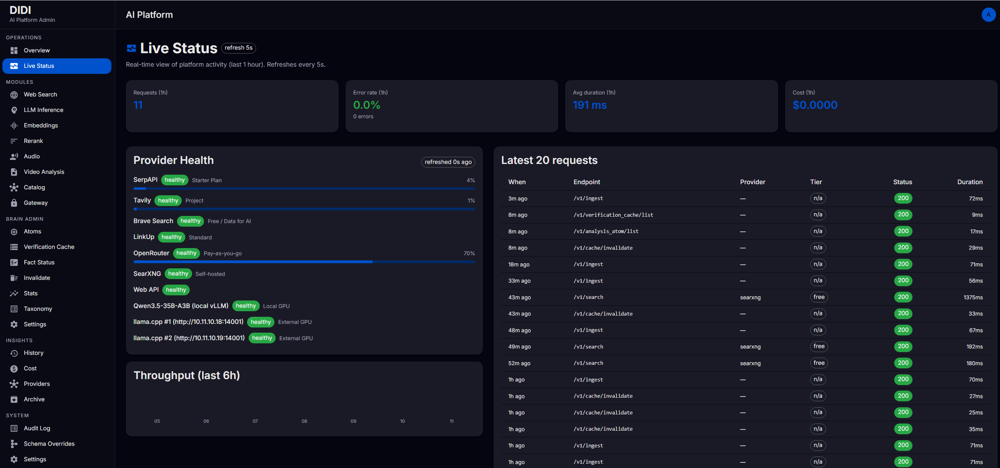 DIDI
AI Platform Admin
OPERATIONS
Overview
Live Status
MODULES
Web Search
LLM Inference
Embeddings
Rerank
Audio
Video Analysis
Catalog
Gateway
BRAIN ADMIN
Atoms
Verification Cache
Fact Status
Invalidate
Stats
Taxonomy
Settings
INSIGHTS
History
Cost
Providers
Archive
SYSTEM
Audit Log
Schema Overrides
Settings
AI Platform
A
Live Status refresh 5s
Real-time view of platform activity (last 1 hour). Refreshes every 5s.
Requests (1h)
11
Error rate (1h)
0.0%
0 errors
Avg duration (1h)
191 ms
Cost (1h)
$0.0000
Provider Health
refreshed 0s ago
SerpAPI healthy Starter Plan 4%
Tavily healthy Project 1%
Brave Search healthy Free / Data for AI
LinkUp healthy Standard
OpenRouter healthy Pay-as-you-go 70%
SearXNG healthy Self-hosted
Web API healthy
Qwen3.5-35B-A3B (local vLLM) healthy Local GPU
llama.cpp #1 (http://10.11.10.18:14001) healthy External GPU
llama.cpp #2 (http://10.11.10.19:14001) healthy External GPU
Throughput (last 6h)
05 06 07 08 09 10 11
Latest 20 requests
When Endpoint Provider Tier Status Duration
3m ago /v1/ingest — n/a 200 72ms
8m ago /v1/verification_cache/list — n/a 200 9ms
8m ago /v1/analysis_atom/list — n/a 200 17ms
8m ago /v1/cache/invalidate — n/a 200 29ms
18m ago /v1/ingest — n/a 200 71ms
33m ago /v1/ingest — n/a 200 56ms
43m ago /v1/search searxng free 200 1375ms
43m ago /v1/cache/invalidate — n/a 200 33ms
48m ago /v1/ingest — n/a 200 67ms
49m ago /v1/search searxng free 200 192ms
52m ago /v1/search searxng free 200 180ms
1h ago /v1/ingest — n/a 200 70ms
1h ago /v1/cache/invalidate — n/a 200 27ms
1h ago /v1/cache/invalidate — n/a 200 25ms
1h ago /v1/cache/invalidate — n/a 200 35ms
1h ago /v1/ingest — n/a 200 71ms
1h ago /v1/ingest — n/a 200 71ms